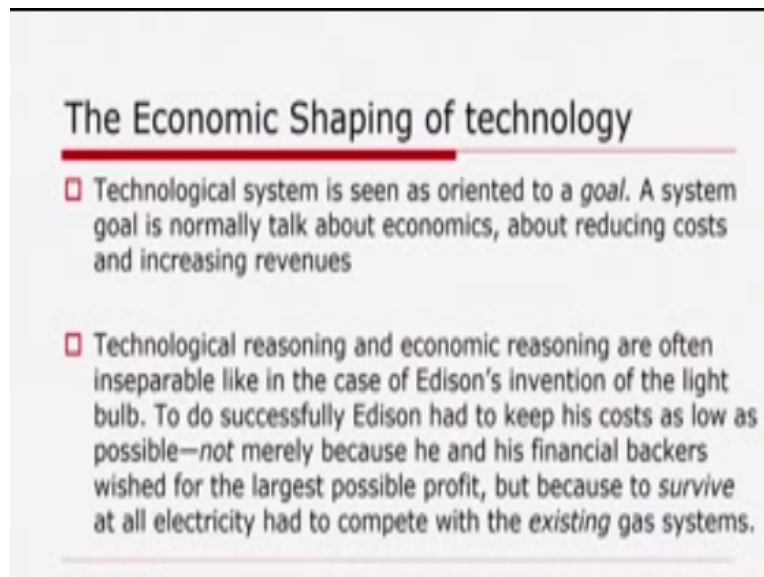 The Economic Shaping of technology
Technological system is seen as oriented to a goal. A system
goal is normally talk about economics, about reducing costs
and increasing revenues
Technological reasoning and economic reasoning are often
inseparable like in the case of Edison's invention of the light
bulb. To do successfully Edison had to keep his costs as low as
possible—not merely because he and his financial backers
wished for the largest possible profit, but because to survive
at all electricity had to compete with the existing gas systems.